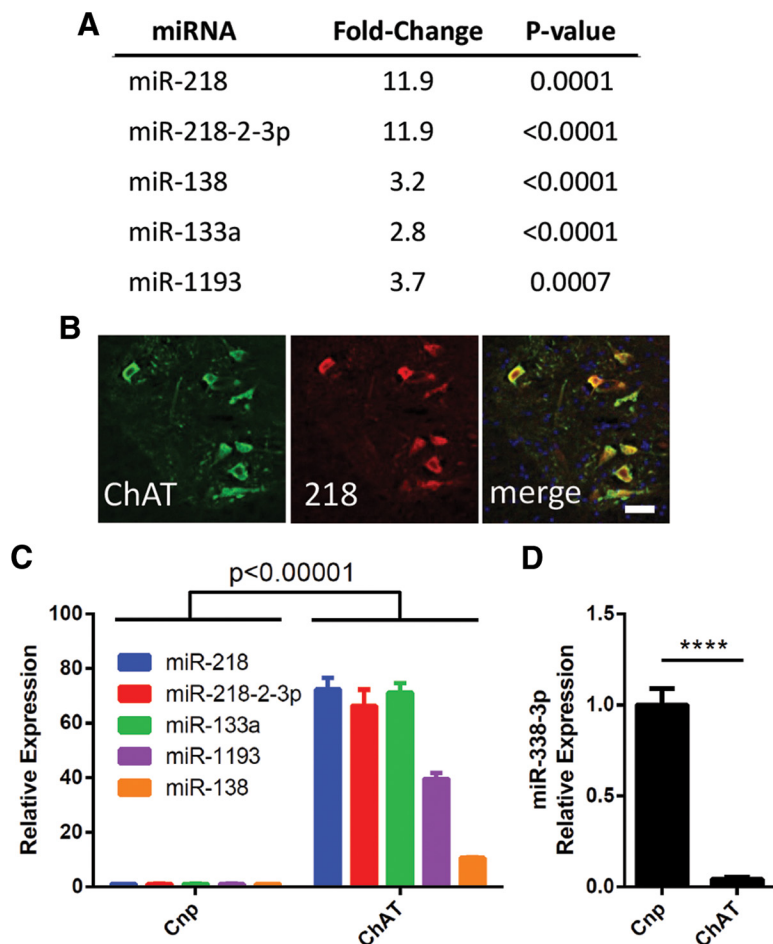 A
miRNA Fold-Change P-value
miR-218 11.9 0.0001
miR-218-2-3p 11.9 <0.0001
miR-138 3.2 <0.0001
miR-133a 2.8 <0.0001
miR-1193 3.7 0.0007
B
ChAT
218
merge
C
p<0.00001
Relative Expression
100
80
60
40
20
0
miR-218
miR-218-2-3p
miR-133a
miR-1193
miR-138
Cnp
ChAT
D
miR-338-3p
Relative Expression
1.5
1.0
0.5
0.0
****
Cnp
ChAT